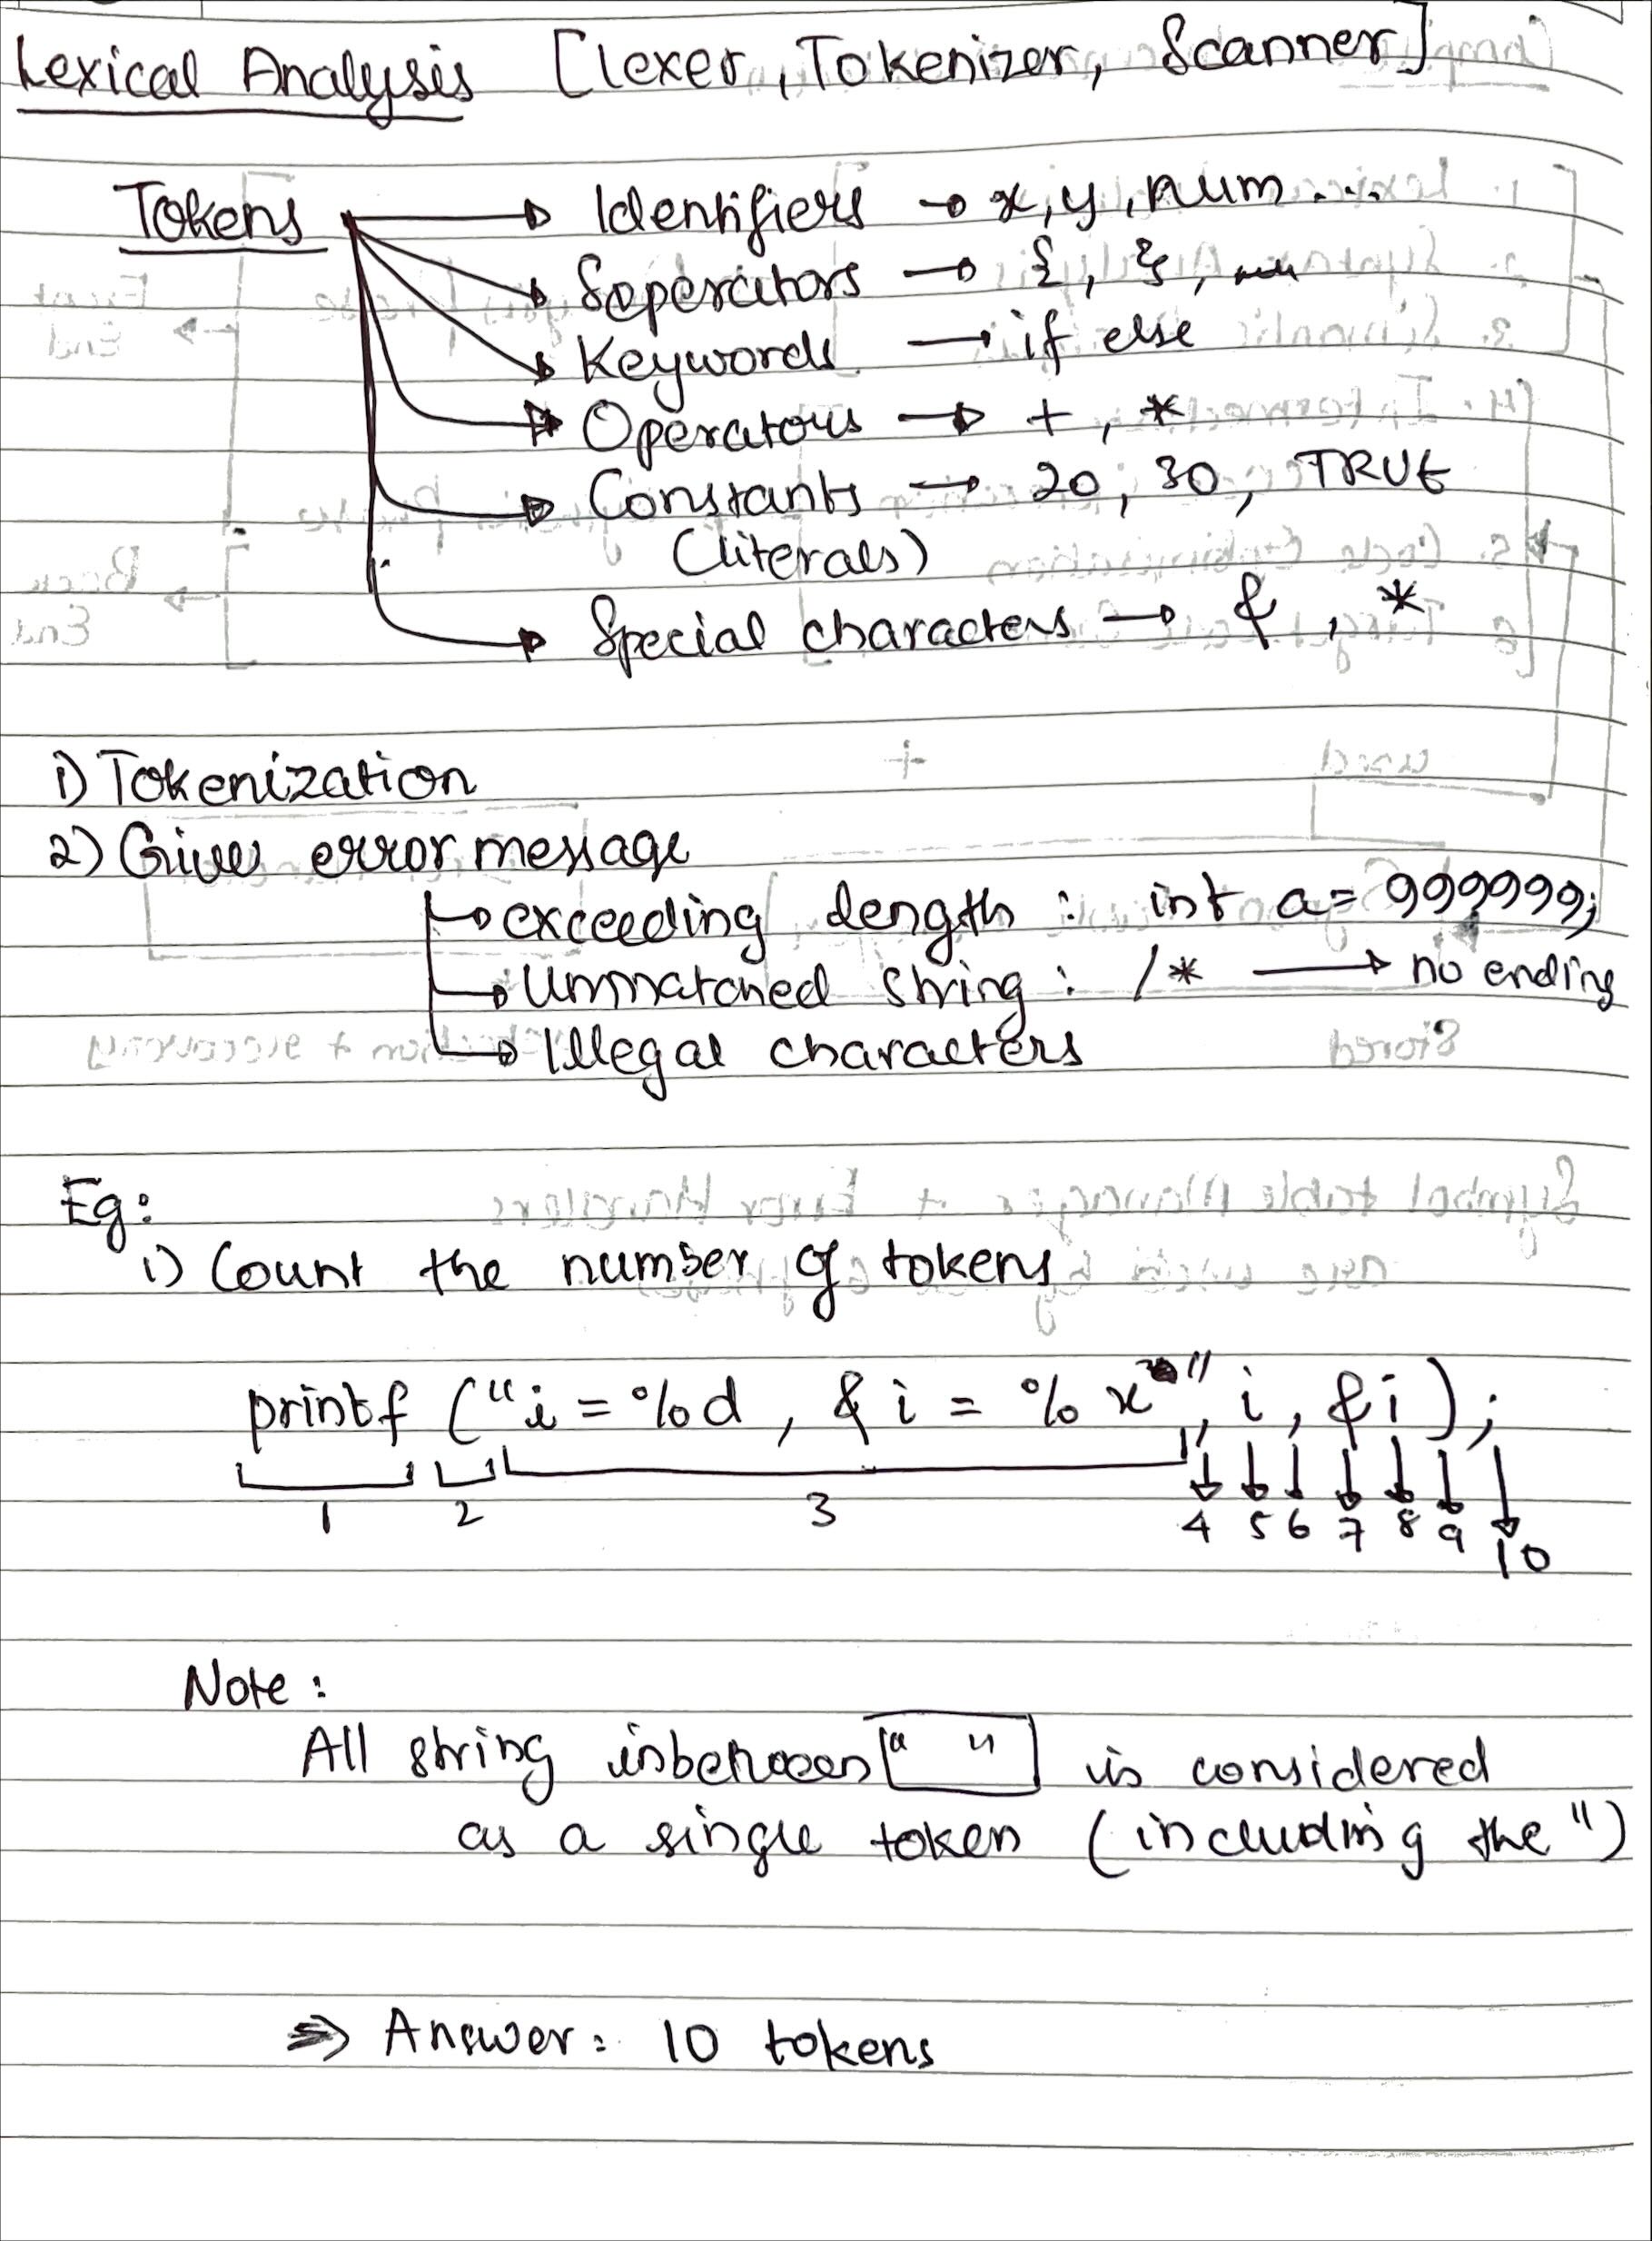 Lexical Analysis [lexer, Tokenizer, Scanner]
Tokens → Identifiers → x, y, num ...
→ Seperators → {, },
→ Keywords → if else
→ Operators → +, *
→ Constants → 20, 30, TRUE
(literals)
→ Special characters → &, *
1) Tokenization
2) Gives error message
→ exceeding length : int a = 999999;
→ Unmatched string : /* → no ending
→ Illegal characters
Eg:
i) Count the number of tokens
printf ("i = %d, &i = %x", i, &i);
1 2 3 4 5 6 7 8 9 10
Note :
All string inbetween " " is considered
as a single token (including the ")
⇒ Answer: 10 tokens